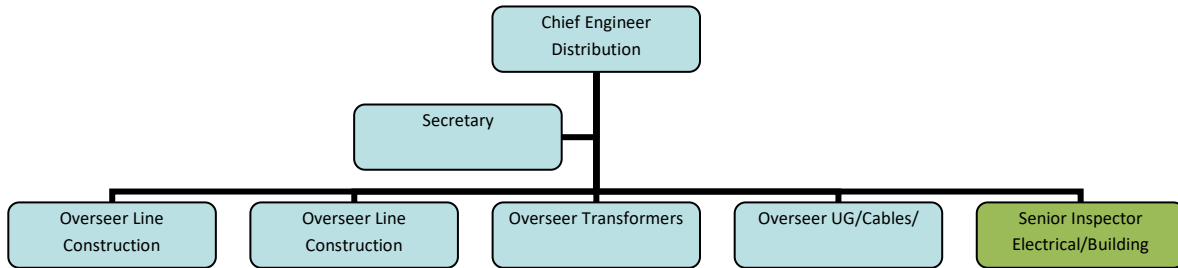 Chief Engineer
Distribution
Secretary
Overseer Line
Construction
Overseer Line
Construction
Overseer Transformers
Overseer UG/Cables/
Senior Inspector
Electrical/Building